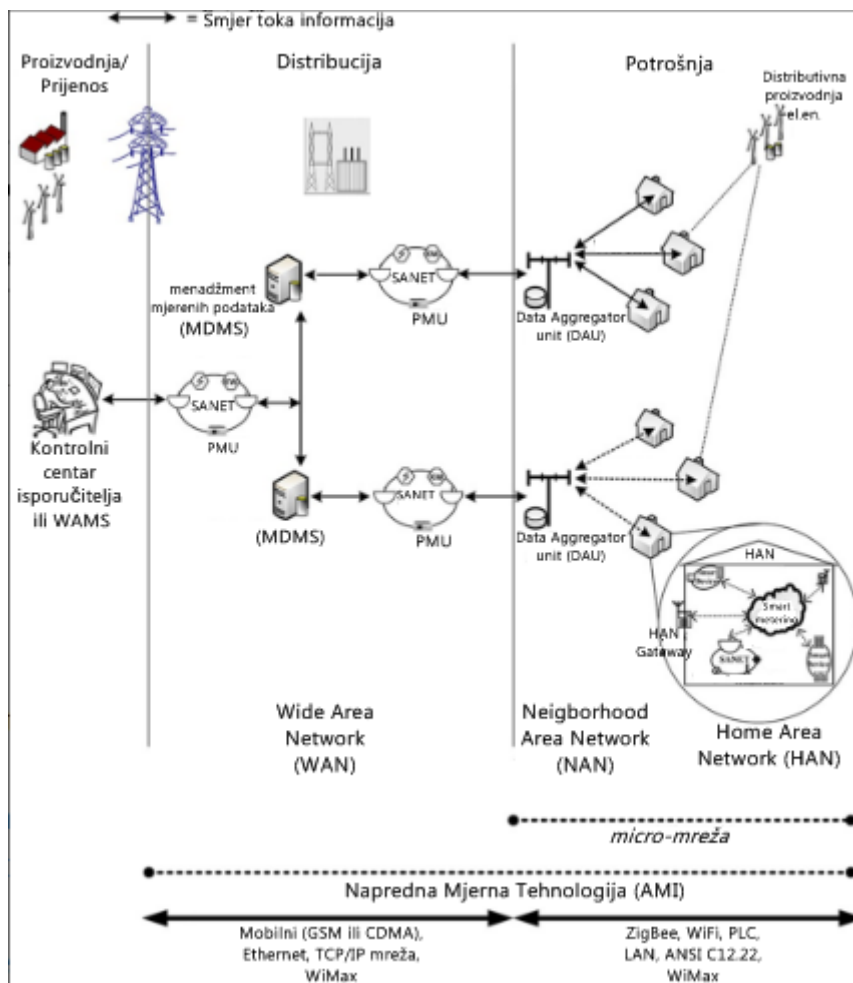 = Smjer toka informacija
Proizvodnja/
Prijenos
Distribucija
Potrošnja
Distributivna
proizvodnja
el.en.
menadžment
mjerenih podataka
(MDMS)
SANET
PMU
Data Aggregator
unit (DAU)
SANET
PMU
Kontrolni
centar
isporučitelja
ili WAMS
(MDMS)
SANET
PMU
Data Aggregator
unit (DAU)
HAN
Smart
metering
HAN
Gateway
SANET
Smart
Device
Wide Area
Network
(WAN)
Neigborhood
Area Network
(NAN)
Home Area
Network (HAN)
micro-mreža
Napredna Mjerna Tehnologija (AMI)
Mobilni (GSM ili CDMA),
Ethernet, TCP/IP mreža,
WiMax
ZigBee, WiFi, PLC,
LAN, ANSI C12.22,
WiMax